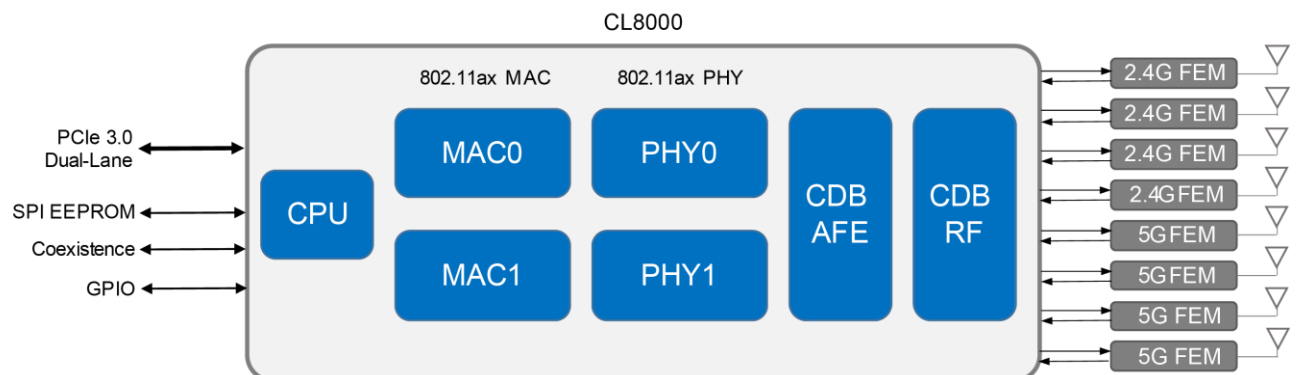 CL8000
802.11ax MAC
802.11ax PHY
PCIe 3.0
Dual-Lane
SPI EEPROM
Coexistence
GPIO
CPU
MAC0
PHY0
MAC1
PHY1
CDB
AFE
CDB
RF
2.4G FEM
2.4G FEM
2.4G FEM
2.4GFEM
5GFEM
5GFEM
5G FEM
5G FEM